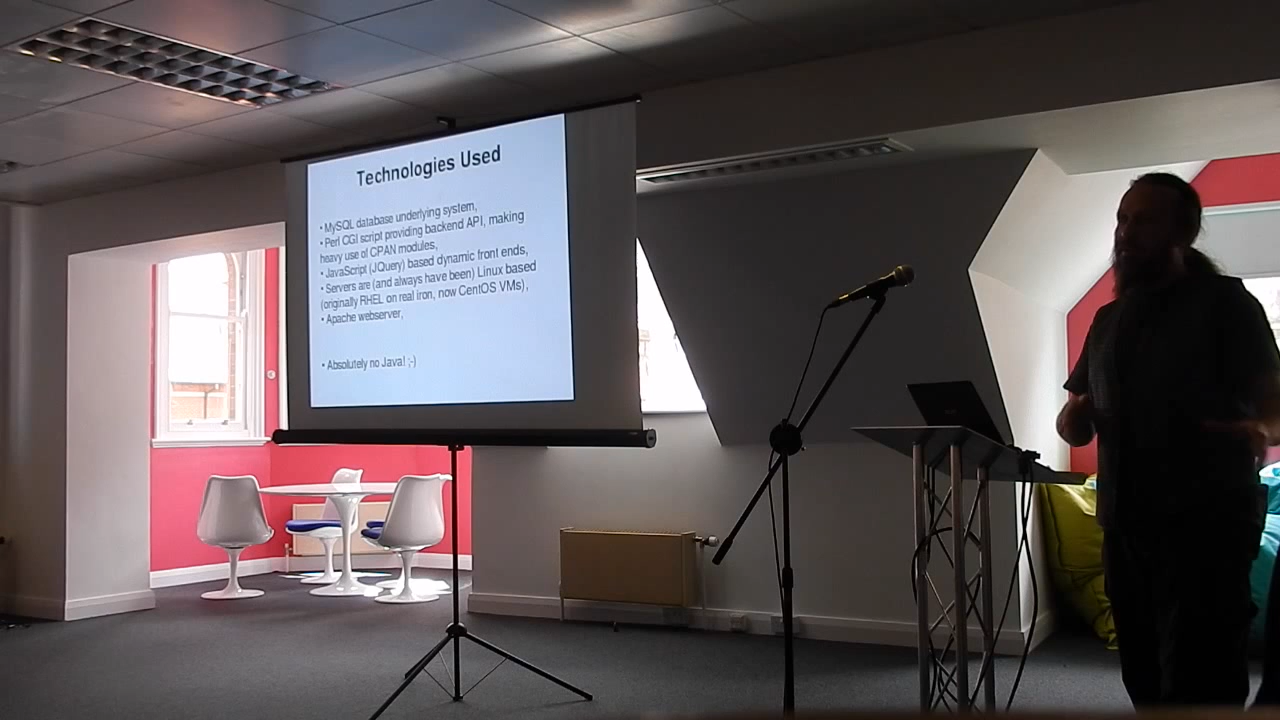 Technologies Used
• MySQL database underlying system,
• Perl CGI script providing backend API, making
heavy use of CPAN modules,
• JavaScript (JQuery) based dynamic front ends,
• Servers are (and always have been) Linux based
(originally RHEL on real iron, now CentOS VMs),
• Apache webserver,
• Absolutely no Java! ;-)